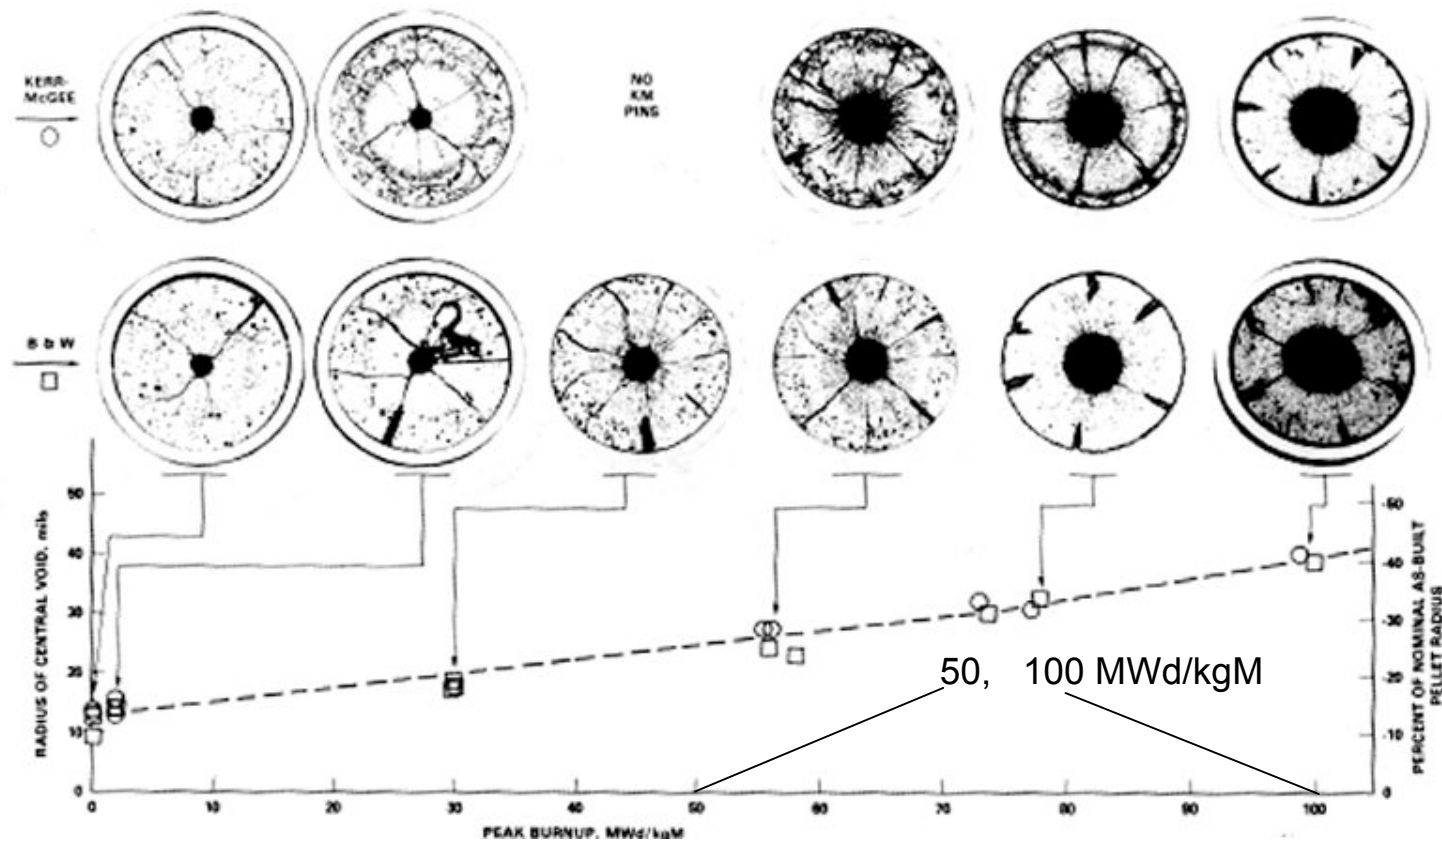 KERR-
McGEE
NO
KM
PINS
B & W
50
40
30
20
10
0
RADIUS OF CENTRAL VOID, mils
50, 100 MWd/kgM
-50
-40
-30
-20
-10
0
PERCENT OF NOMINAL AS-BUILT
PELLET RADIUS
0 10 20 30 40 50 60 70 80 90 100
PEAK BURNUP, MWd/kgM